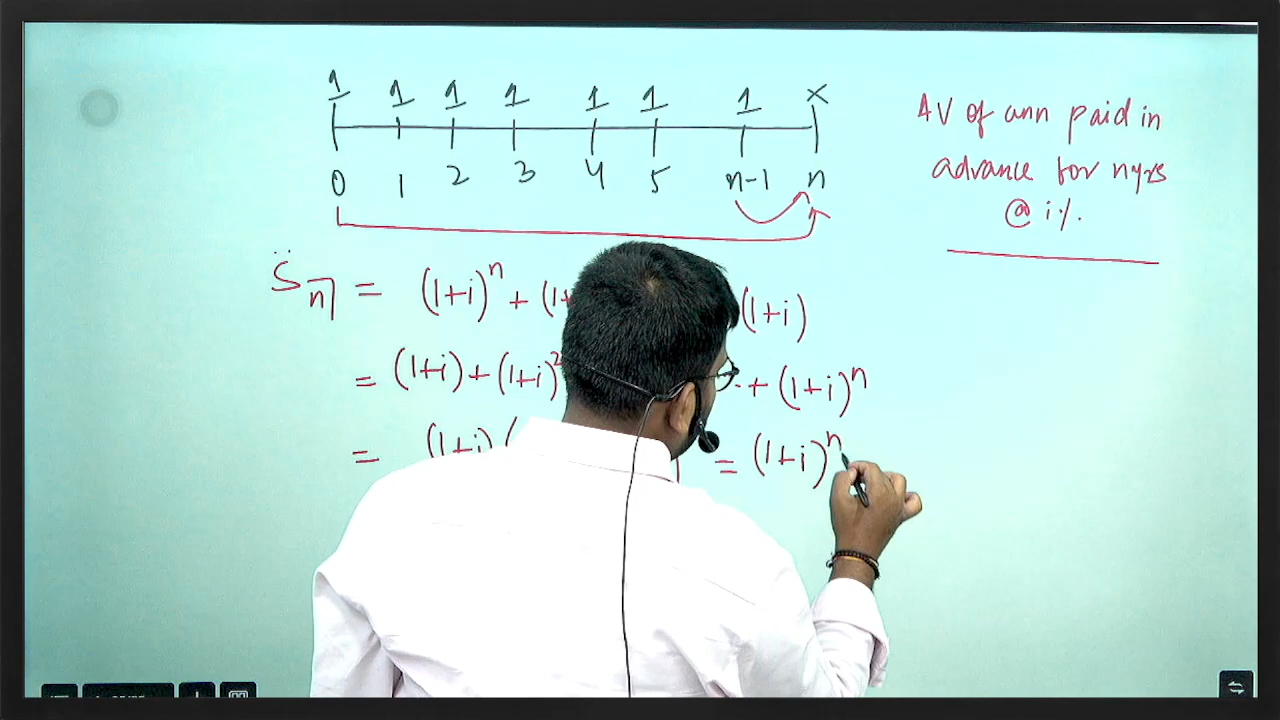 1 1 1 1 1 1 1 ×
0 1 2 3 4 5 n-1 n
AV of ann paid in
advance for nyrs
@ i%.
S̈n̅| = (1+i)^n + (1+ (1+i)
= (1+i) + (1+i)^2 ..+ (1+i)^n
= (1+i) ( = (1+i)^n